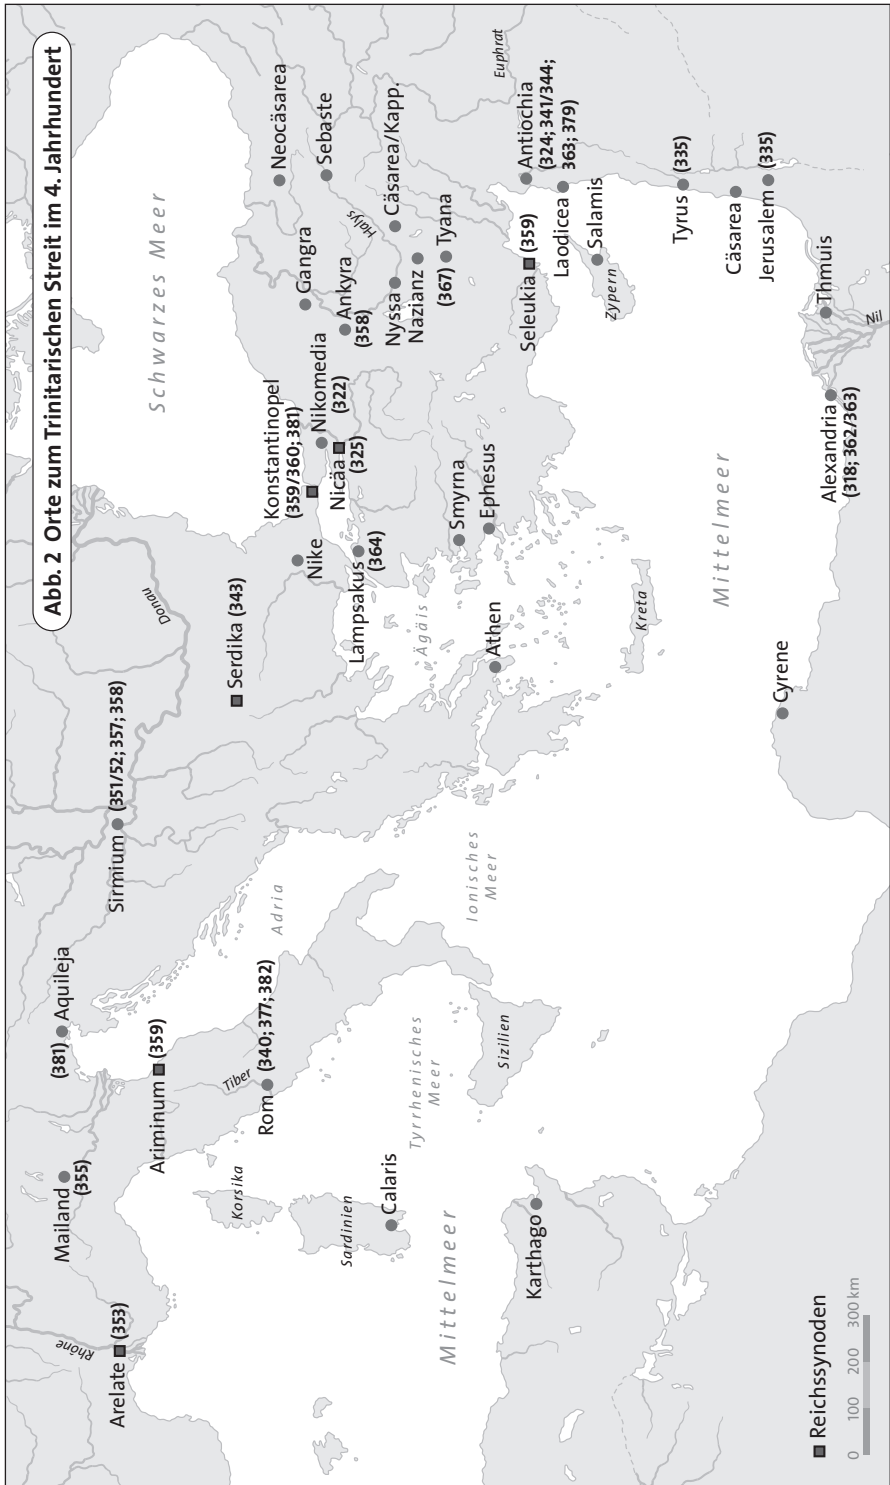 Abb. 2 Orte zum Trinitarischen Streit im 4. Jahrhundert
Schwarzes Meer
Donau
Mailand
(355)
(381)
Aquileja
Sirmium
(351/52; 357; 358)
Rhône
Arelate
(353)
Ariminum
(359)
Serdika (343)
Nike
Konstantinopel
(359/360; 381)
Nikomedia
(322)
Nicäa
(325)
Lampsakus
(364)
Gangra
Neocäsarea
Ankyra
(358)
Sebaste
Halys
Nyssa
Cäsarea/Kapp.
Nazianz
(367)
Tyana
Euphrat
Tiber
Rom
(340; 377; 382)
Adria
Korsika
Sardinien
Calaris
Tyrrhenisches
Meer
Ionisches
Meer
Sizilien
Ägäis
Athen
Smyrna
Ephesus
Seleukia
(359)
Antiochia
(324; 341/344;
363; 379)
Laodicea
Salamis
Zypern
Tyrus
(335)
Cäsarea
Jerusalem
(335)
Kreta
Mittelmeer
Mittelmeer
Karthago
Cyrene
Alexandria
(318; 362/363)
Thmuis
Nil
Reichssynoden
0 100 200 300 km